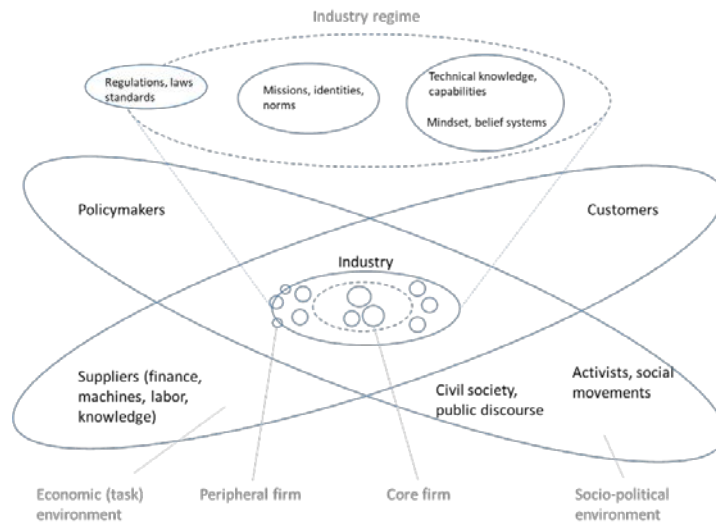 Industry regime
Regulations, laws
standards
Missions, identities,
norms
Technical knowledge,
capabilities
Mindset, belief systems
Policymakers
Customers
Industry
Suppliers (finance,
machines, labor,
knowledge)
Civil society,
public discourse
Activists, social
movements
Economic (task)
environment
Peripheral firm
Core firm
Socio-political
environment